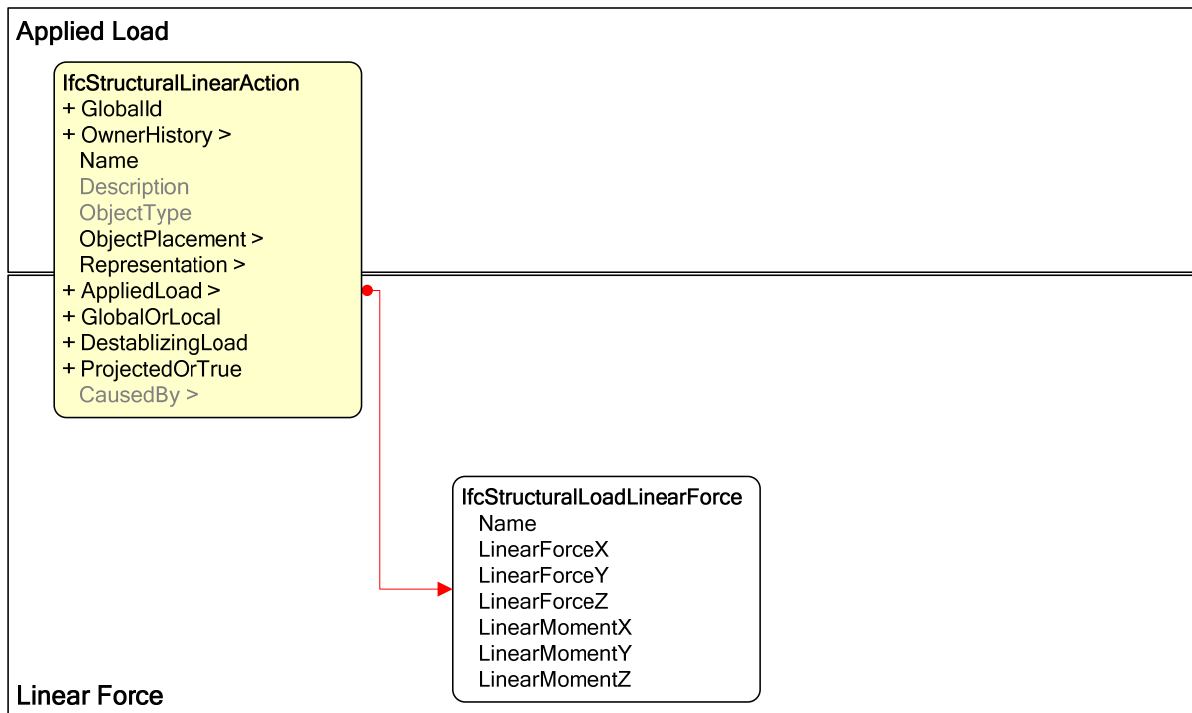 Applied Load
IfcStructuralLinearAction
+ GlobalId
+ OwnerHistory >
Name
Description
ObjectType
ObjectPlacement >
Representation >
+ AppliedLoad >
+ GlobalOrLocal
+ DestablizingLoad
+ ProjectedOrTrue
CausedBy >
IfcStructuralLoadLinearForce
Name
LinearForceX
LinearForceY
LinearForceZ
LinearMomentX
LinearMomentY
LinearMomentZ
Linear Force